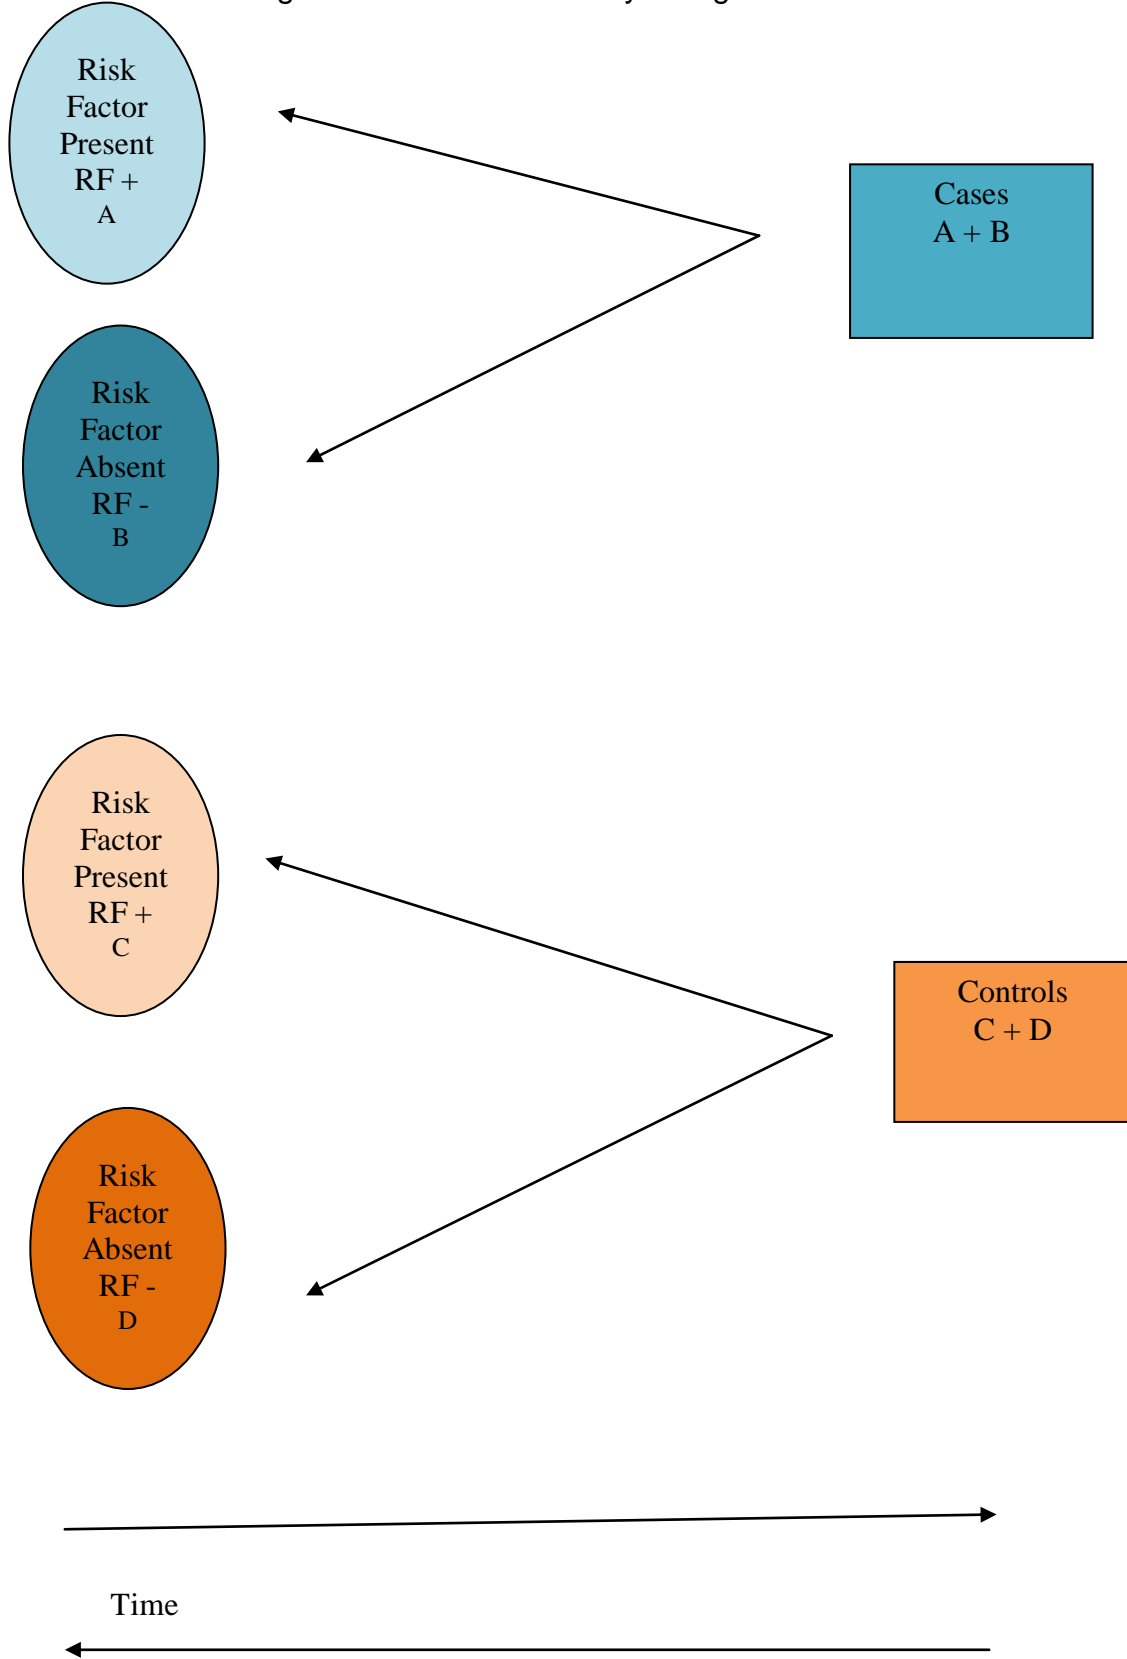 Risk
Factor
Present
RF +
A
Cases
A + B
Risk
Factor
Absent
RF -
B
Risk
Factor
Present
RF +
C
Controls
C + D
Risk
Factor
Absent
RF -
D
Time